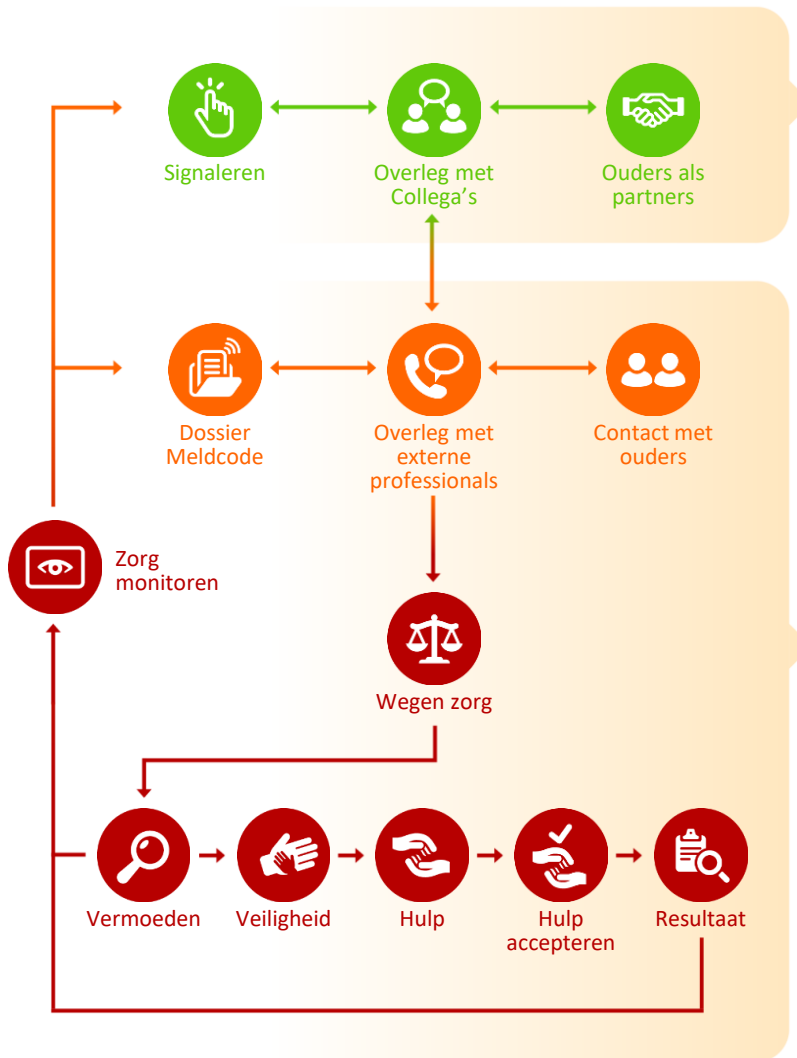 Signaleren
Overleg met
Collega's
Ouders als
partners
Dossier
Meldcode
Overleg met
externe
professionals
Contact met
ouders
Zorg
monitoren
Wegen zorg
Vermoeden
Veiligheid
Hulp
Hulp
accepteren
Resultaat